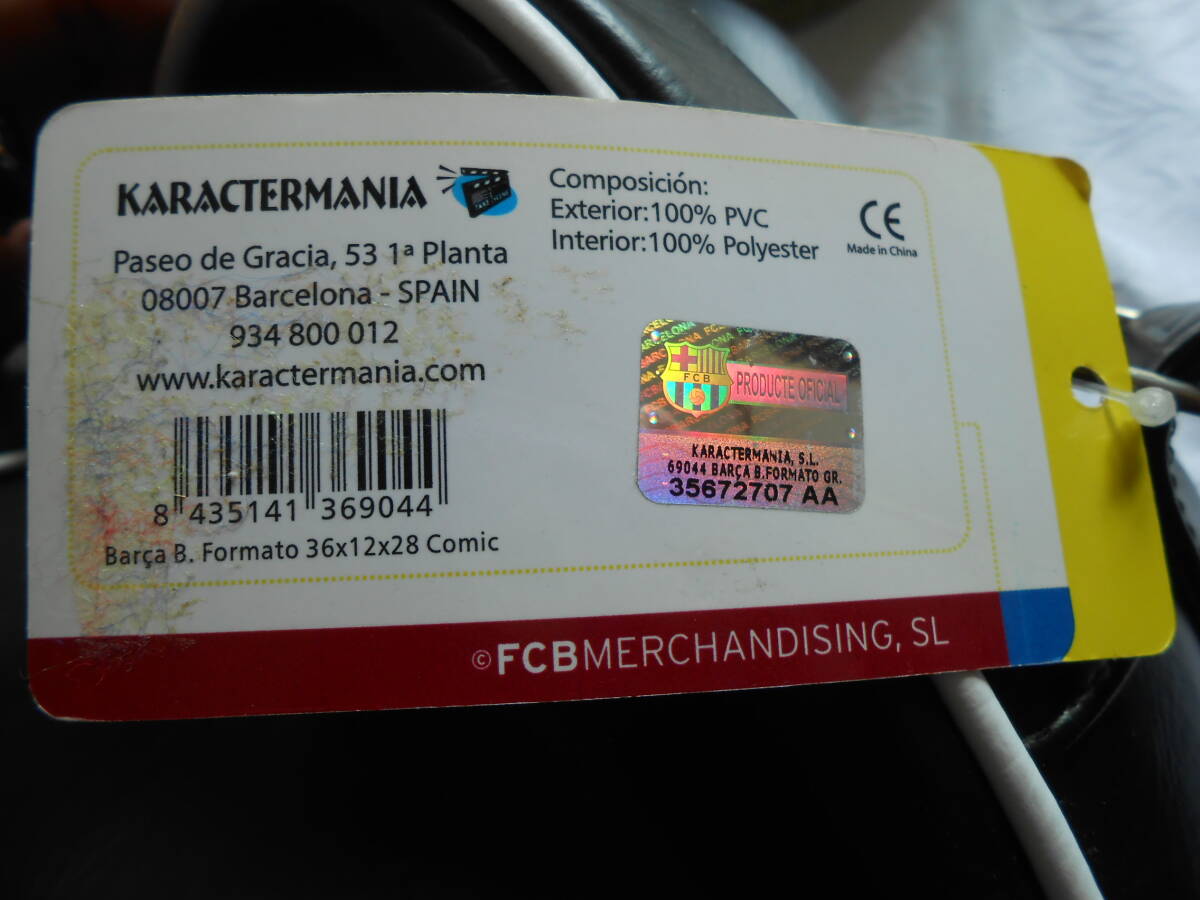 KARACTERMANIA
Paseo de Gracia, 53 1ª Planta
08007 Barcelona - SPAIN
934 800 012
www.karactermania.com
8 435141 369044
Barça B. Formato 36x12x28 Comic
Composición:
Exterior:100% PVC
Interior:100% Polyester
CE
Made in China
FCB
PRODUCTE OFICIAL
KARACTERMANIA, S.L.
69044 BARÇA B.FORMATO GR.
35672707 AA
© FCBMERCHANDISING, SL